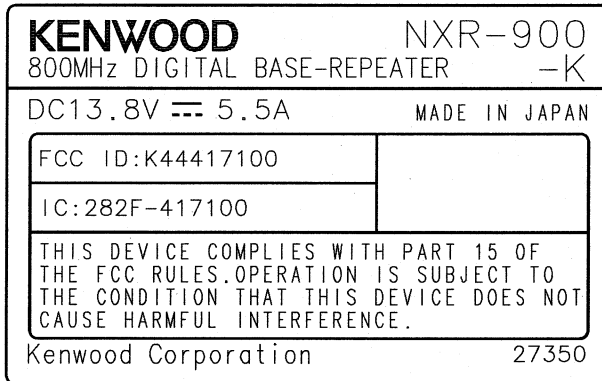 KENWOOD NXR-900
800MHz DIGITAL BASE-REPEATER -K
DC13.8V ⎓ 5.5A MADE IN JAPAN
FCC ID:K44417100
IC:282F-417100
THIS DEVICE COMPLIES WITH PART 15 OF
THE FCC RULES.OPERATION IS SUBJECT TO
THE CONDITION THAT THIS DEVICE DOES NOT
CAUSE HARMFUL INTERFERENCE.
Kenwood Corporation 27350